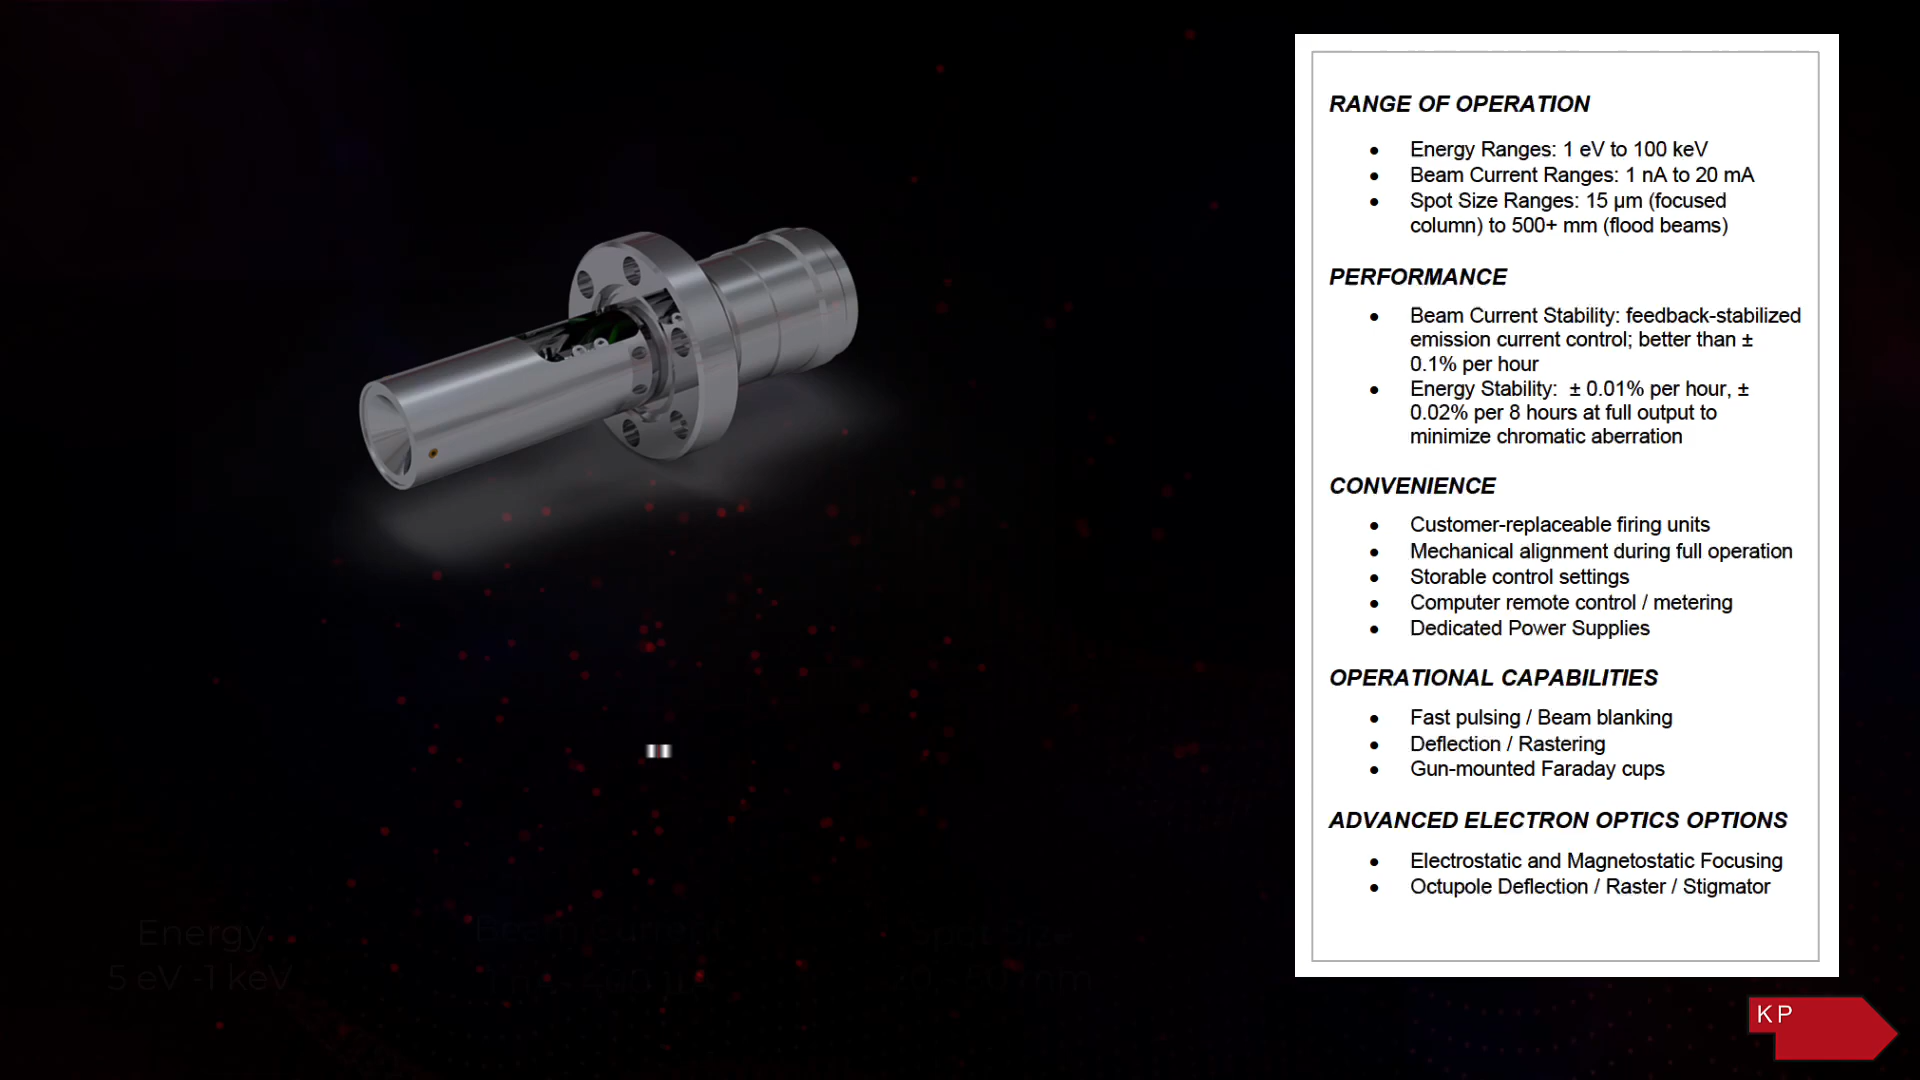 RANGE OF OPERATION
• Energy Ranges: 1 eV to 100 keV
• Beam Current Ranges: 1 nA to 20 mA
• Spot Size Ranges: 15 µm (focused
column) to 500+ mm (flood beams)
PERFORMANCE
• Beam Current Stability: feedback-stabilized
emission current control; better than ±
0.1% per hour
• Energy Stability: ± 0.01% per hour, ±
0.02% per 8 hours at full output to
minimize chromatic aberration
CONVENIENCE
• Customer-replaceable firing units
• Mechanical alignment during full operation
• Storable control settings
• Computer remote control / metering
• Dedicated Power Supplies
OPERATIONAL CAPABILITIES
• Fast pulsing / Beam blanking
• Deflection / Rastering
• Gun-mounted Faraday cups
ADVANCED ELECTRON OPTICS OPTIONS
• Electrostatic and Magnetostatic Focusing
• Octupole Deflection / Raster / Stigmator
Energy
5 eV -1 keV
Beam Current
KP